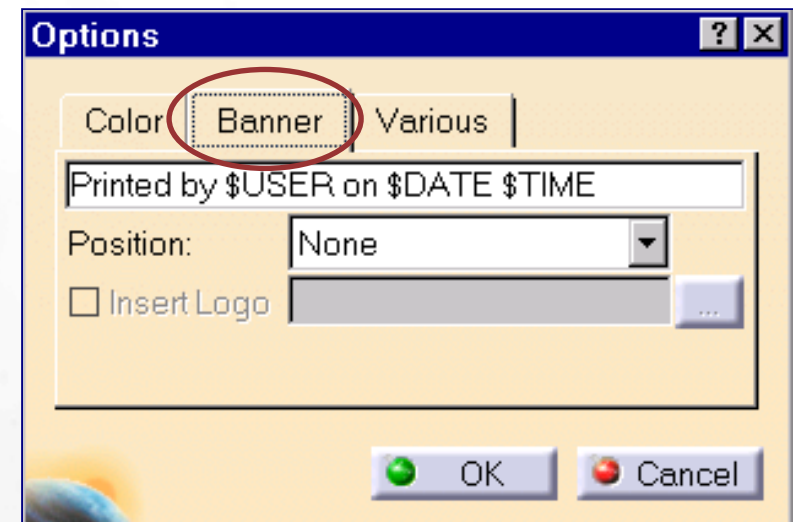 Options
Color Banner Various
Printed by $USER on $DATE $TIME
Position: None
Insert Logo ...
OK Cancel